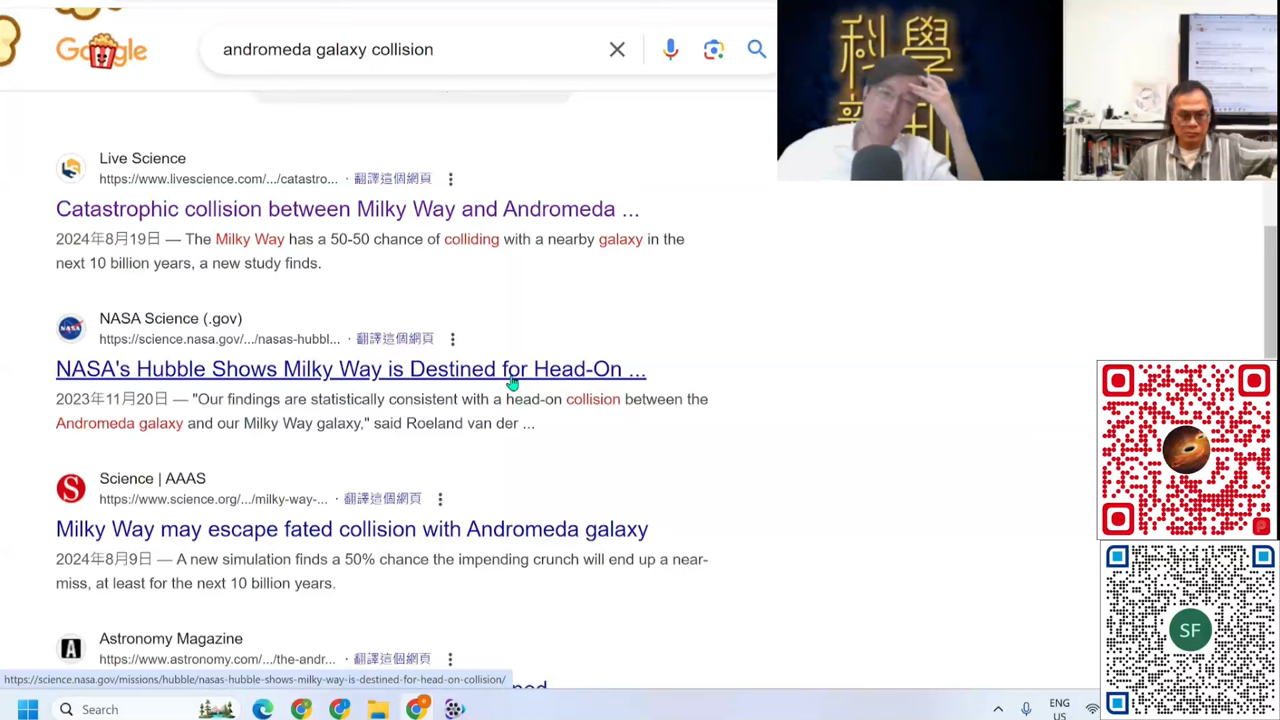 Google
andromeda galaxy collision
科學
Live Science
https://www.livescience.com/.../catastro... · 翻譯這個網頁
Catastrophic collision between Milky Way and Andromeda ...
2024年8月19日 — The Milky Way has a 50-50 chance of colliding with a nearby galaxy in the
next 10 billion years, a new study finds.
NASA
NASA Science (.gov)
https://science.nasa.gov/.../nasas-hubbl... · 翻譯這個網頁
NASA's Hubble Shows Milky Way is Destined for Head-On ...
2023年11月20日 — "Our findings are statistically consistent with a head-on collision between the
Andromeda galaxy and our Milky Way galaxy," said Roeland van der ...
S
Science | AAAS
https://www.science.org/.../milky-way-... · 翻譯這個網頁
Milky Way may escape fated collision with Andromeda galaxy
2024年8月9日 — A new simulation finds a 50% chance the impending crunch will end up a near-
miss, at least for the next 10 billion years.
A
Astronomy Magazine
https://www.astronomy.com/.../the-andr... · 翻譯這個網頁
https://science.nasa.gov/missions/hubble/nasas-hubble-shows-milky-way-is-destined-for-head-on-collision/
SF
Search
ENG
US